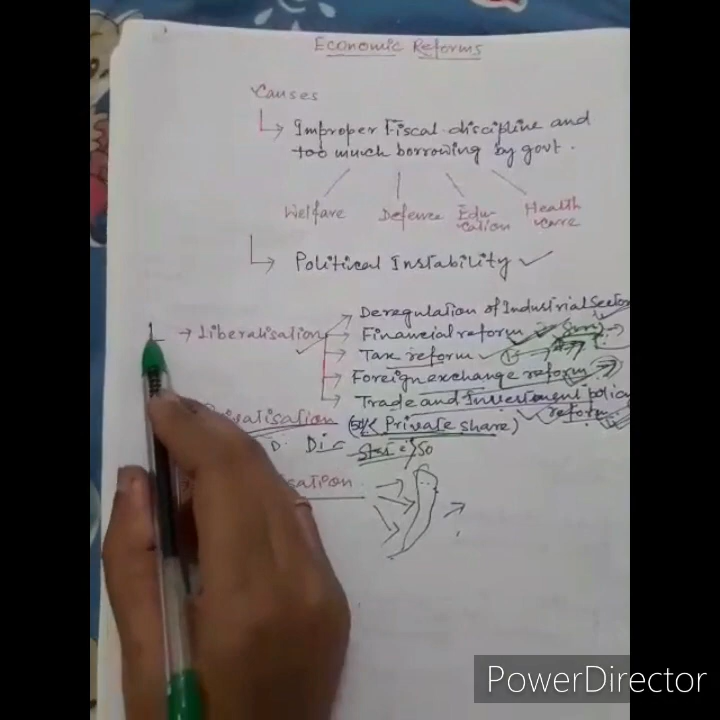 Economic Reforms
Causes
Improper Fiscal discipline and
too much borrowing by govt.
Welfare Defence Edu-cation Health care
Political Instability
L → Liberalisation
Deregulation of Industrial Sector
Financial reform
Tax reform
Foreign exchange reform
Trade and Investment policy
reform
Private share)
PowerDirector